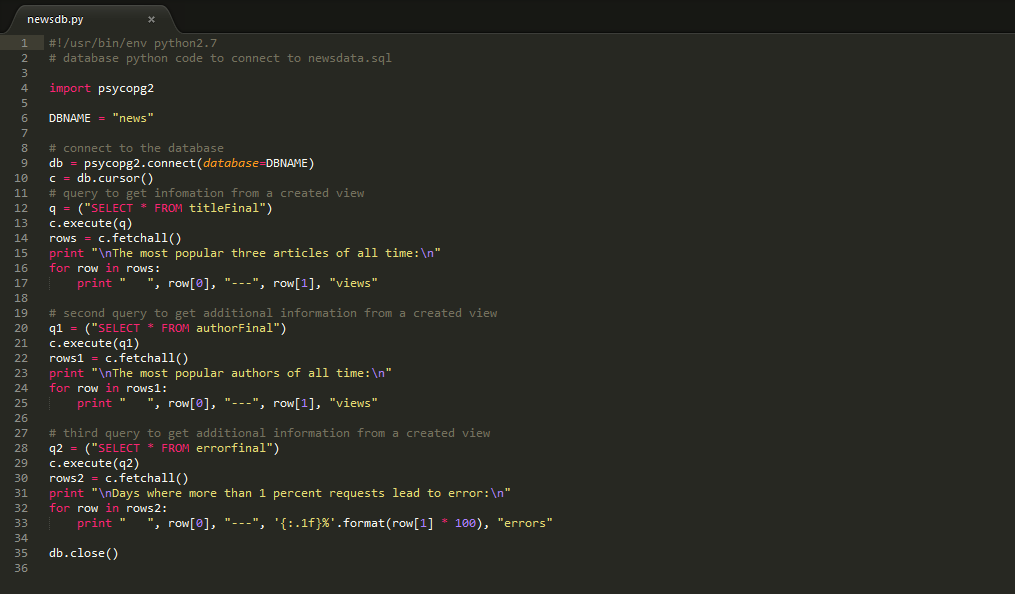 newsdb.py ×
1 #!/usr/bin/env python2.7
2 # database python code to connect to newsdata.sql
3
4 import psycopg2
5
6 DBNAME = "news"
7
8 # connect to the database
9 db = psycopg2.connect(database=DBNAME)
10 c = db.cursor()
11 # query to get infomation from a created view
12 q = ("SELECT * FROM titleFinal")
13 c.execute(q)
14 rows = c.fetchall()
15 print "\nThe most popular three articles of all time:\n"
16 for row in rows:
17     print "   ", row[0], "---", row[1], "views"
18
19 # second query to get additional information from a created view
20 q1 = ("SELECT * FROM authorFinal")
21 c.execute(q1)
22 rows1 = c.fetchall()
23 print "\nThe most popular authors of all time:\n"
24 for row in rows1:
25     print "   ", row[0], "---", row[1], "views"
26
27 # third query to get additional information from a created view
28 q2 = ("SELECT * FROM errorfinal")
29 c.execute(q2)
30 rows2 = c.fetchall()
31 print "\nDays where more than 1 percent requests lead to error:\n"
32 for row in rows2:
33     print "   ", row[0], "---", '{:.1f}%'.format(row[1] * 100), "errors"
34
35 db.close()
36